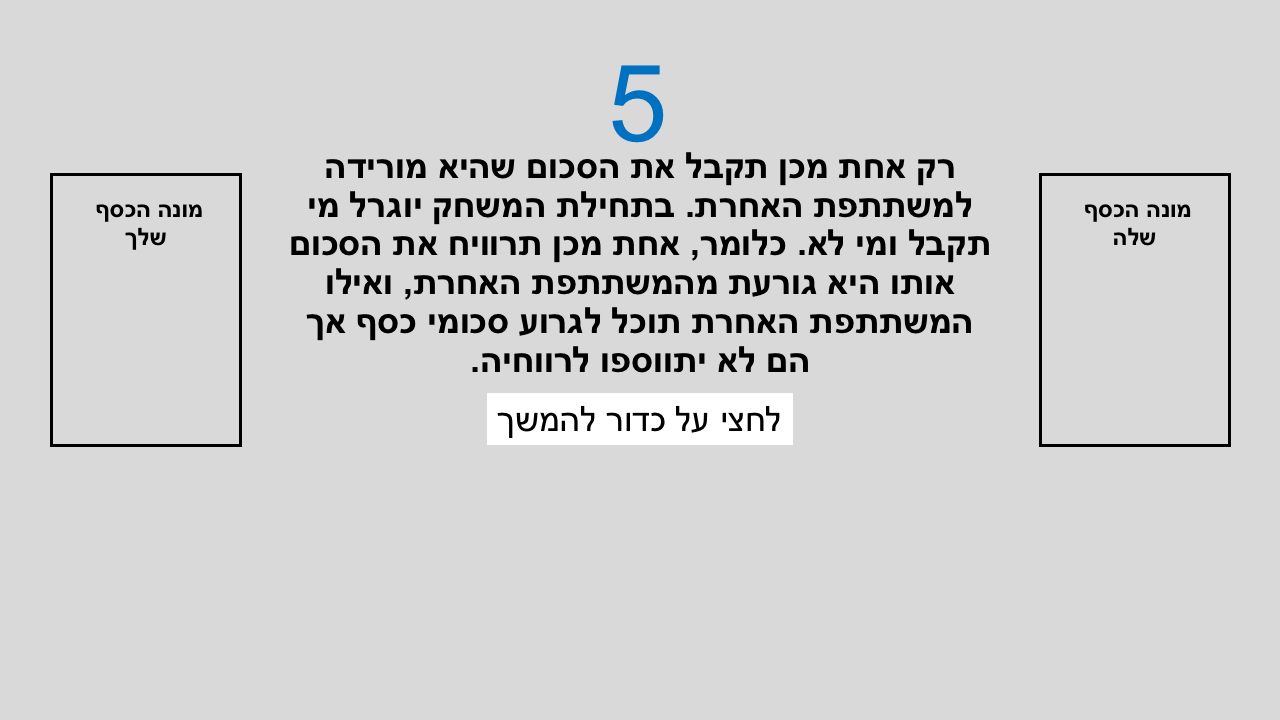 5
רק אחת מכן תקבל את הסכום שהיא מורידה
למשתתפת האחרת. בתחילת המשחק יוגרל מי
תקבל ומי לא. כלומר, אחת מכן תרוויח את הסכום
אותו היא גורעת מהמשתתפת האחרת, ואילו
המשתתפת האחרת תוכל לגרוע סכומי כסף אך
הם לא יתווספו לרווחיה.
לחצי על כדור להמשך
מונה הכסף
שלה
מונה הכסף
שלך